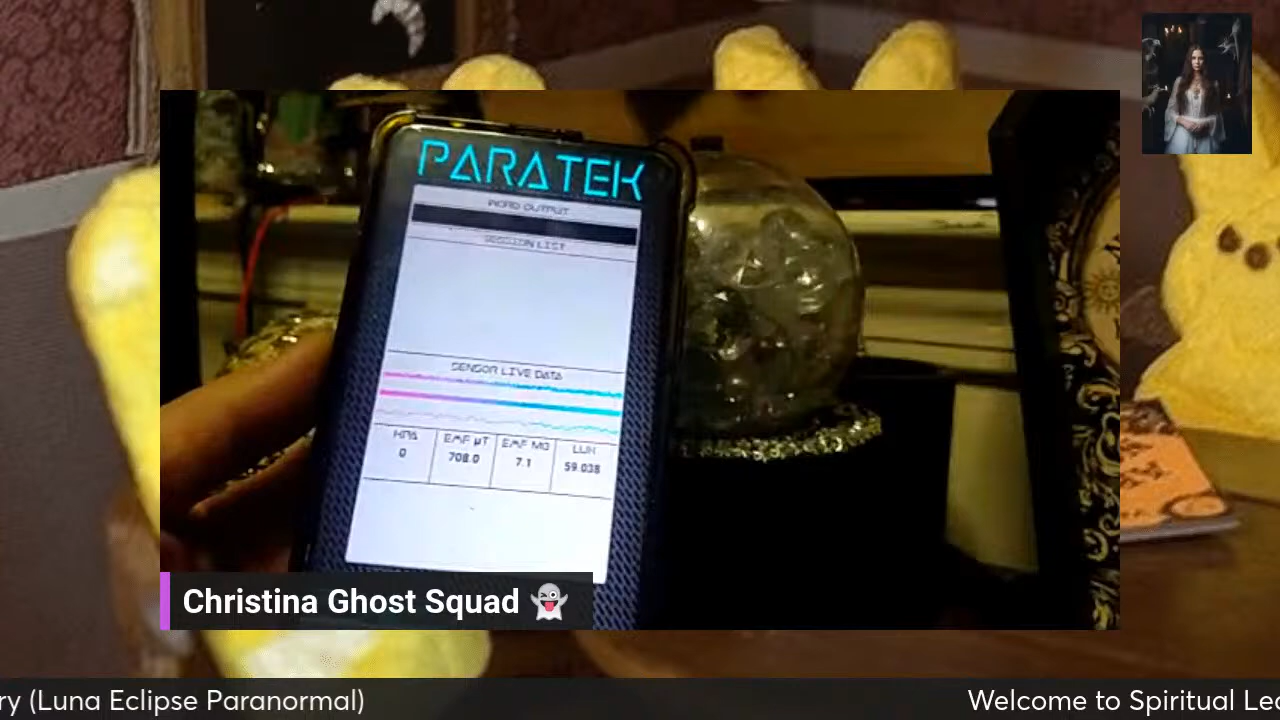 PARATEK
WORD OUTPUT
SESSION LIST
SENSOR LIVE DATA
HPA EMF µT EMF MG LUX
0 708.0 7.1 59.038
Christina Ghost Squad 👻
ry (Luna Eclipse Paranormal) Welcome to Spiritual Lea